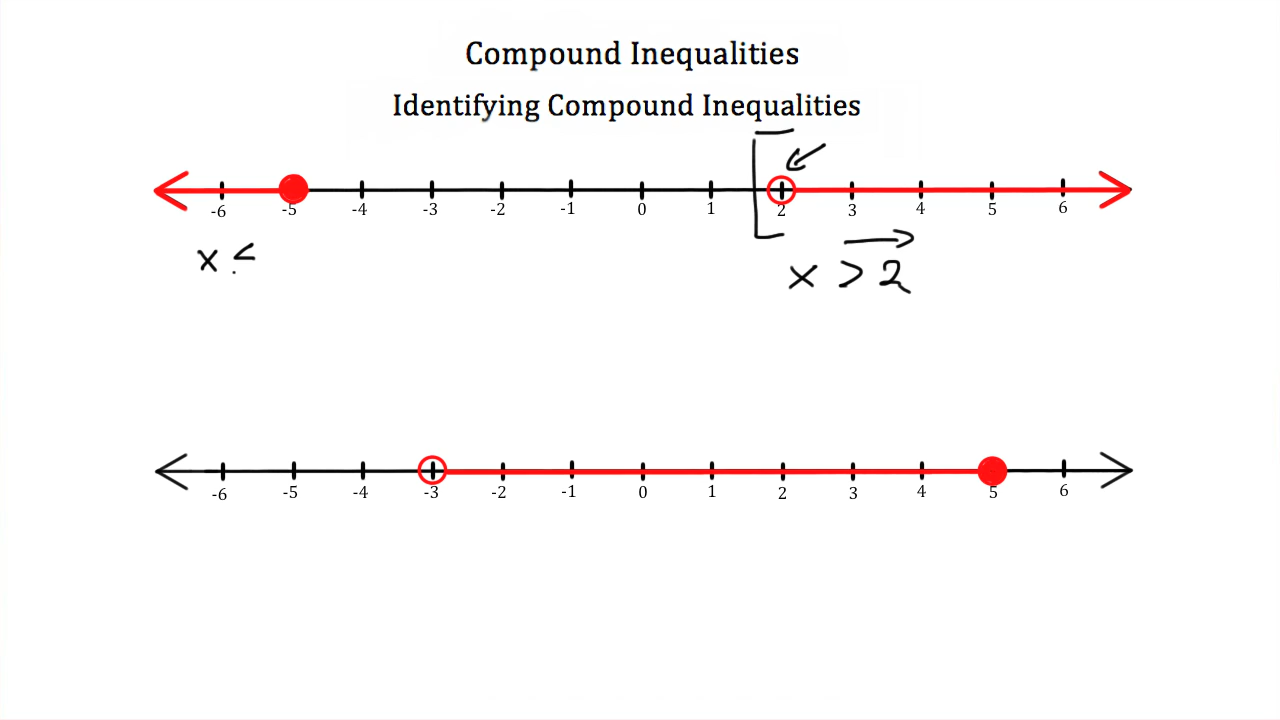 Compound Inequalities
Identifying Compound Inequalities
-6 -5 -4 -3 -2 -1 0 1 2 3 4 5 6
x < x > 2
-6 -5 -4 -3 -2 -1 0 1 2 3 4 5 6